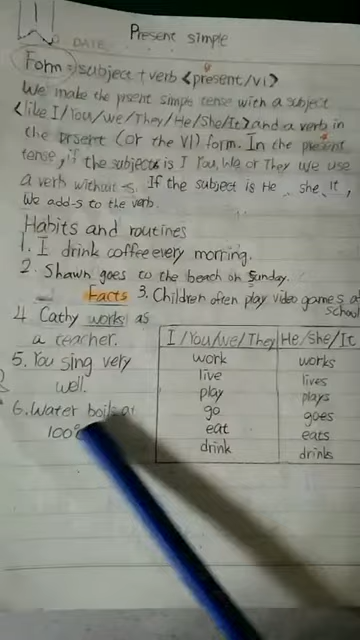 1
DATE
Present simple
Form = subject + verb <present/V1>
We make the prsent simple tense with a subject
<like I/You/we/They/He/She/It> and a verb in
the prsent (or the V1) form. In the present
tense, if the subject is I You, We or They we use
a verb without -s. If the subject is He, she, It,
We add-s to the verb.
Habits and routines
1. I drink coffee every morring.
2. Shawn goes to the beach on Sunday.
Facts 3. Children often play video games at
school
4. Cathy works as
a teacher.
5. You sing very
well.
6. Water boils at
100°
I/You/we/They He/She/It
work works
live lives
play plays
go goes
eat eats
drink drinks